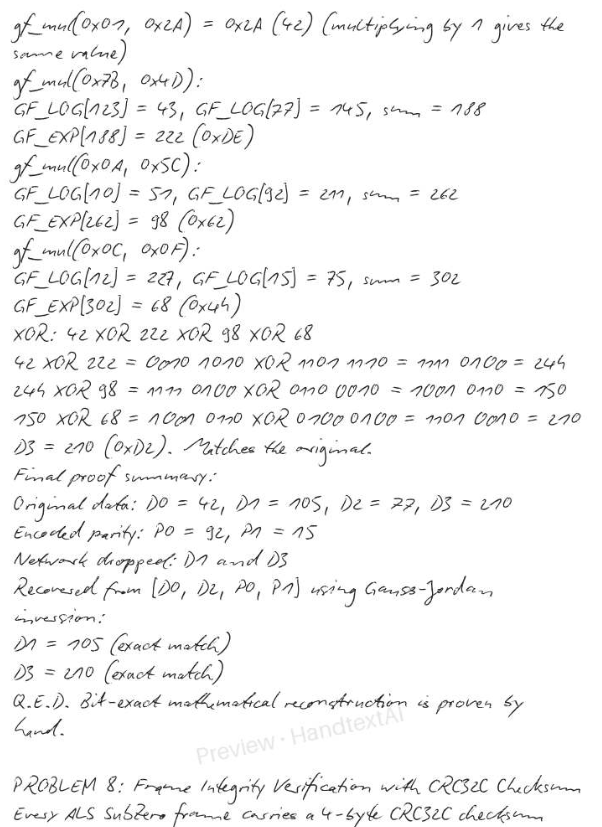 gf_mul(0x01, 0x2A) = 0x2A (42) (multiplying by 1 gives the
same value)
gf_mul(0x7B, 0x4D):
GF_LOG[123] = 43, GF_LOG[77] = 145, sum = 188
GF_EXP[188] = 222 (0xDE)
gf_mul(0x0A, 0x5C):
GF_LOG[10] = 51, GF_LOG[92] = 211, sum = 262
GF_EXP[262] = 98 (0x62)
gf_mul(0x0C, 0x0F):
GF_LOG[12] = 227, GF_LOG[15] = 75, sum = 302
GF_EXP[302] = 68 (0x44)
XOR: 42 XOR 222 XOR 98 XOR 68
42 XOR 222 = 0010 1010 XOR 1101 1110 = 1111 0100 = 244
244 XOR 98 = 1111 0100 XOR 0110 0010 = 1001 0110 = 150
150 XOR 68 = 1001 0110 XOR 0100 0100 = 1101 0010 = 210
D3 = 210 (0xD2). Matches the original.
Final proof summary:
Original data: D0 = 42, D1 = 105, D2 = 77, D3 = 210
Encoded parity: P0 = 92, P1 = 15
Network dropped: D1 and D3
Recovered from [D0, D2, P0, P1] using Gauss-Jordan
inversion:
D1 = 105 (exact match)
D3 = 210 (exact match)
Q.E.D. Bit-exact mathematical reconstruction is proven by
hand.
Preview · HandtextAI
PROBLEM 8: Frame Integrity Verification with CRC32C Checksum
Every ALS SubZero frame carries a 4-byte CRC32C checksum